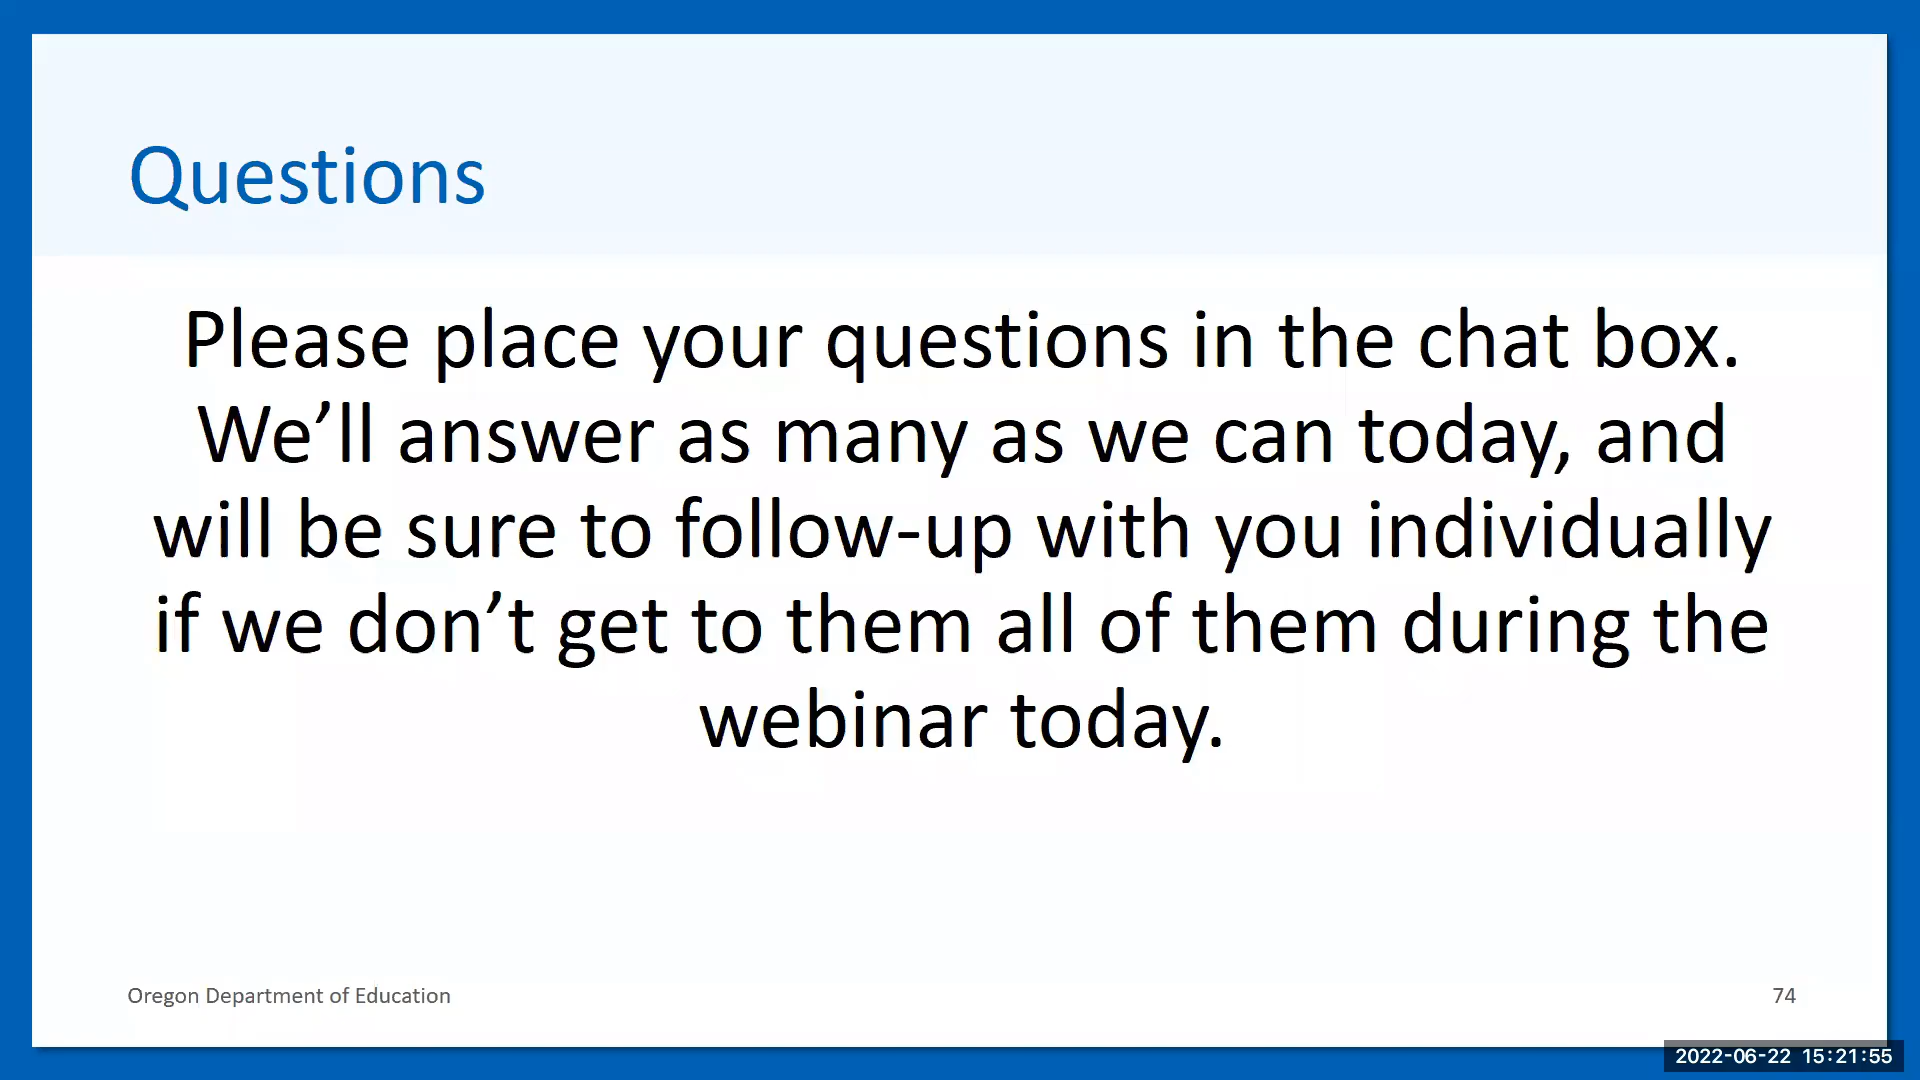 Questions
Please place your questions in the chat box.
We’ll answer as many as we can today, and
will be sure to follow-up with you individually
if we don’t get to them all of them during the
webinar today.
Oregon Department of Education
74
2022-06-22 15:21:55